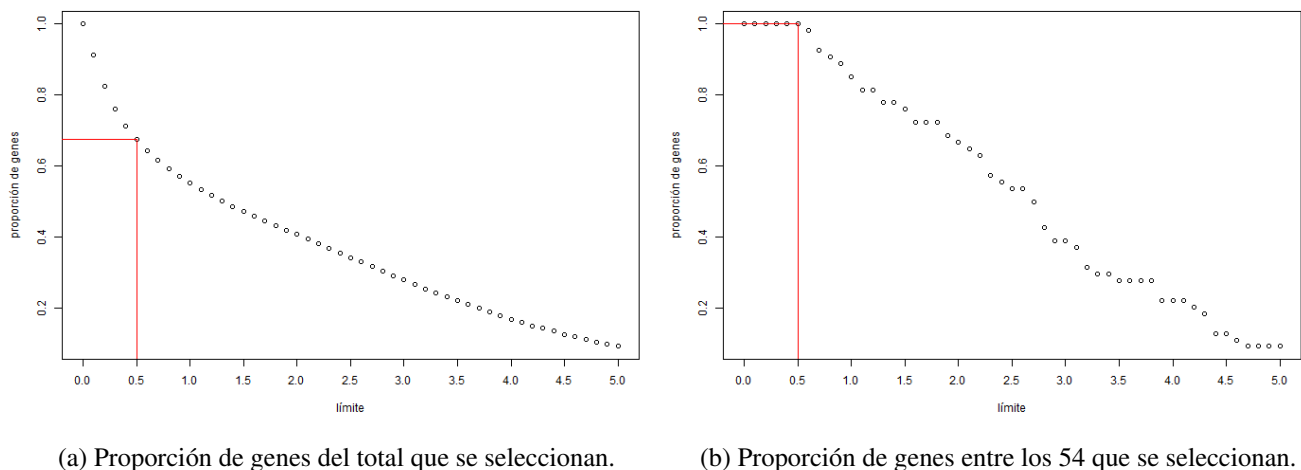 1.0
0.8
0.6
0.4
0.2
proporción de genes
0.0 0.5 1.0 1.5 2.0 2.5 3.0 3.5 4.0 4.5 5.0
límite
(a) Proporción de genes del total que se seleccionan.
1.0
0.8
0.6
0.4
0.2
proporción de genes
0.0 0.5 1.0 1.5 2.0 2.5 3.0 3.5 4.0 4.5 5.0
límite
(b) Proporción de genes entre los 54 que se seleccionan.